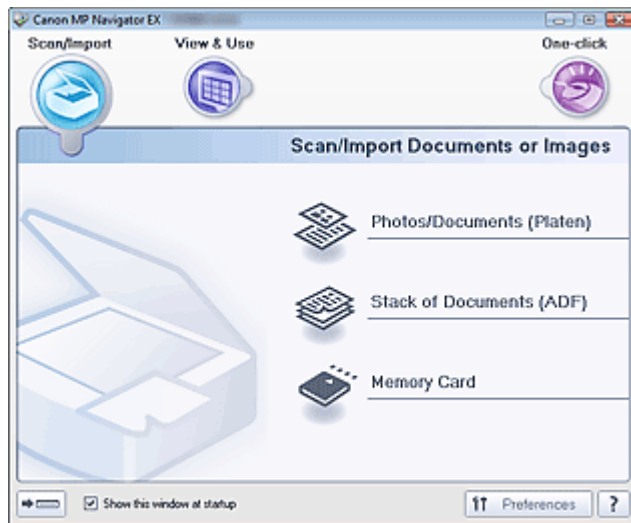 Canon MP Navigator EX
Scan/Import
View & Use
One-click
Scan/Import Documents or Images
Photos/Documents (Platen)
Stack of Documents (ADF)
Memory Card
Show this window at startup
Preferences
?